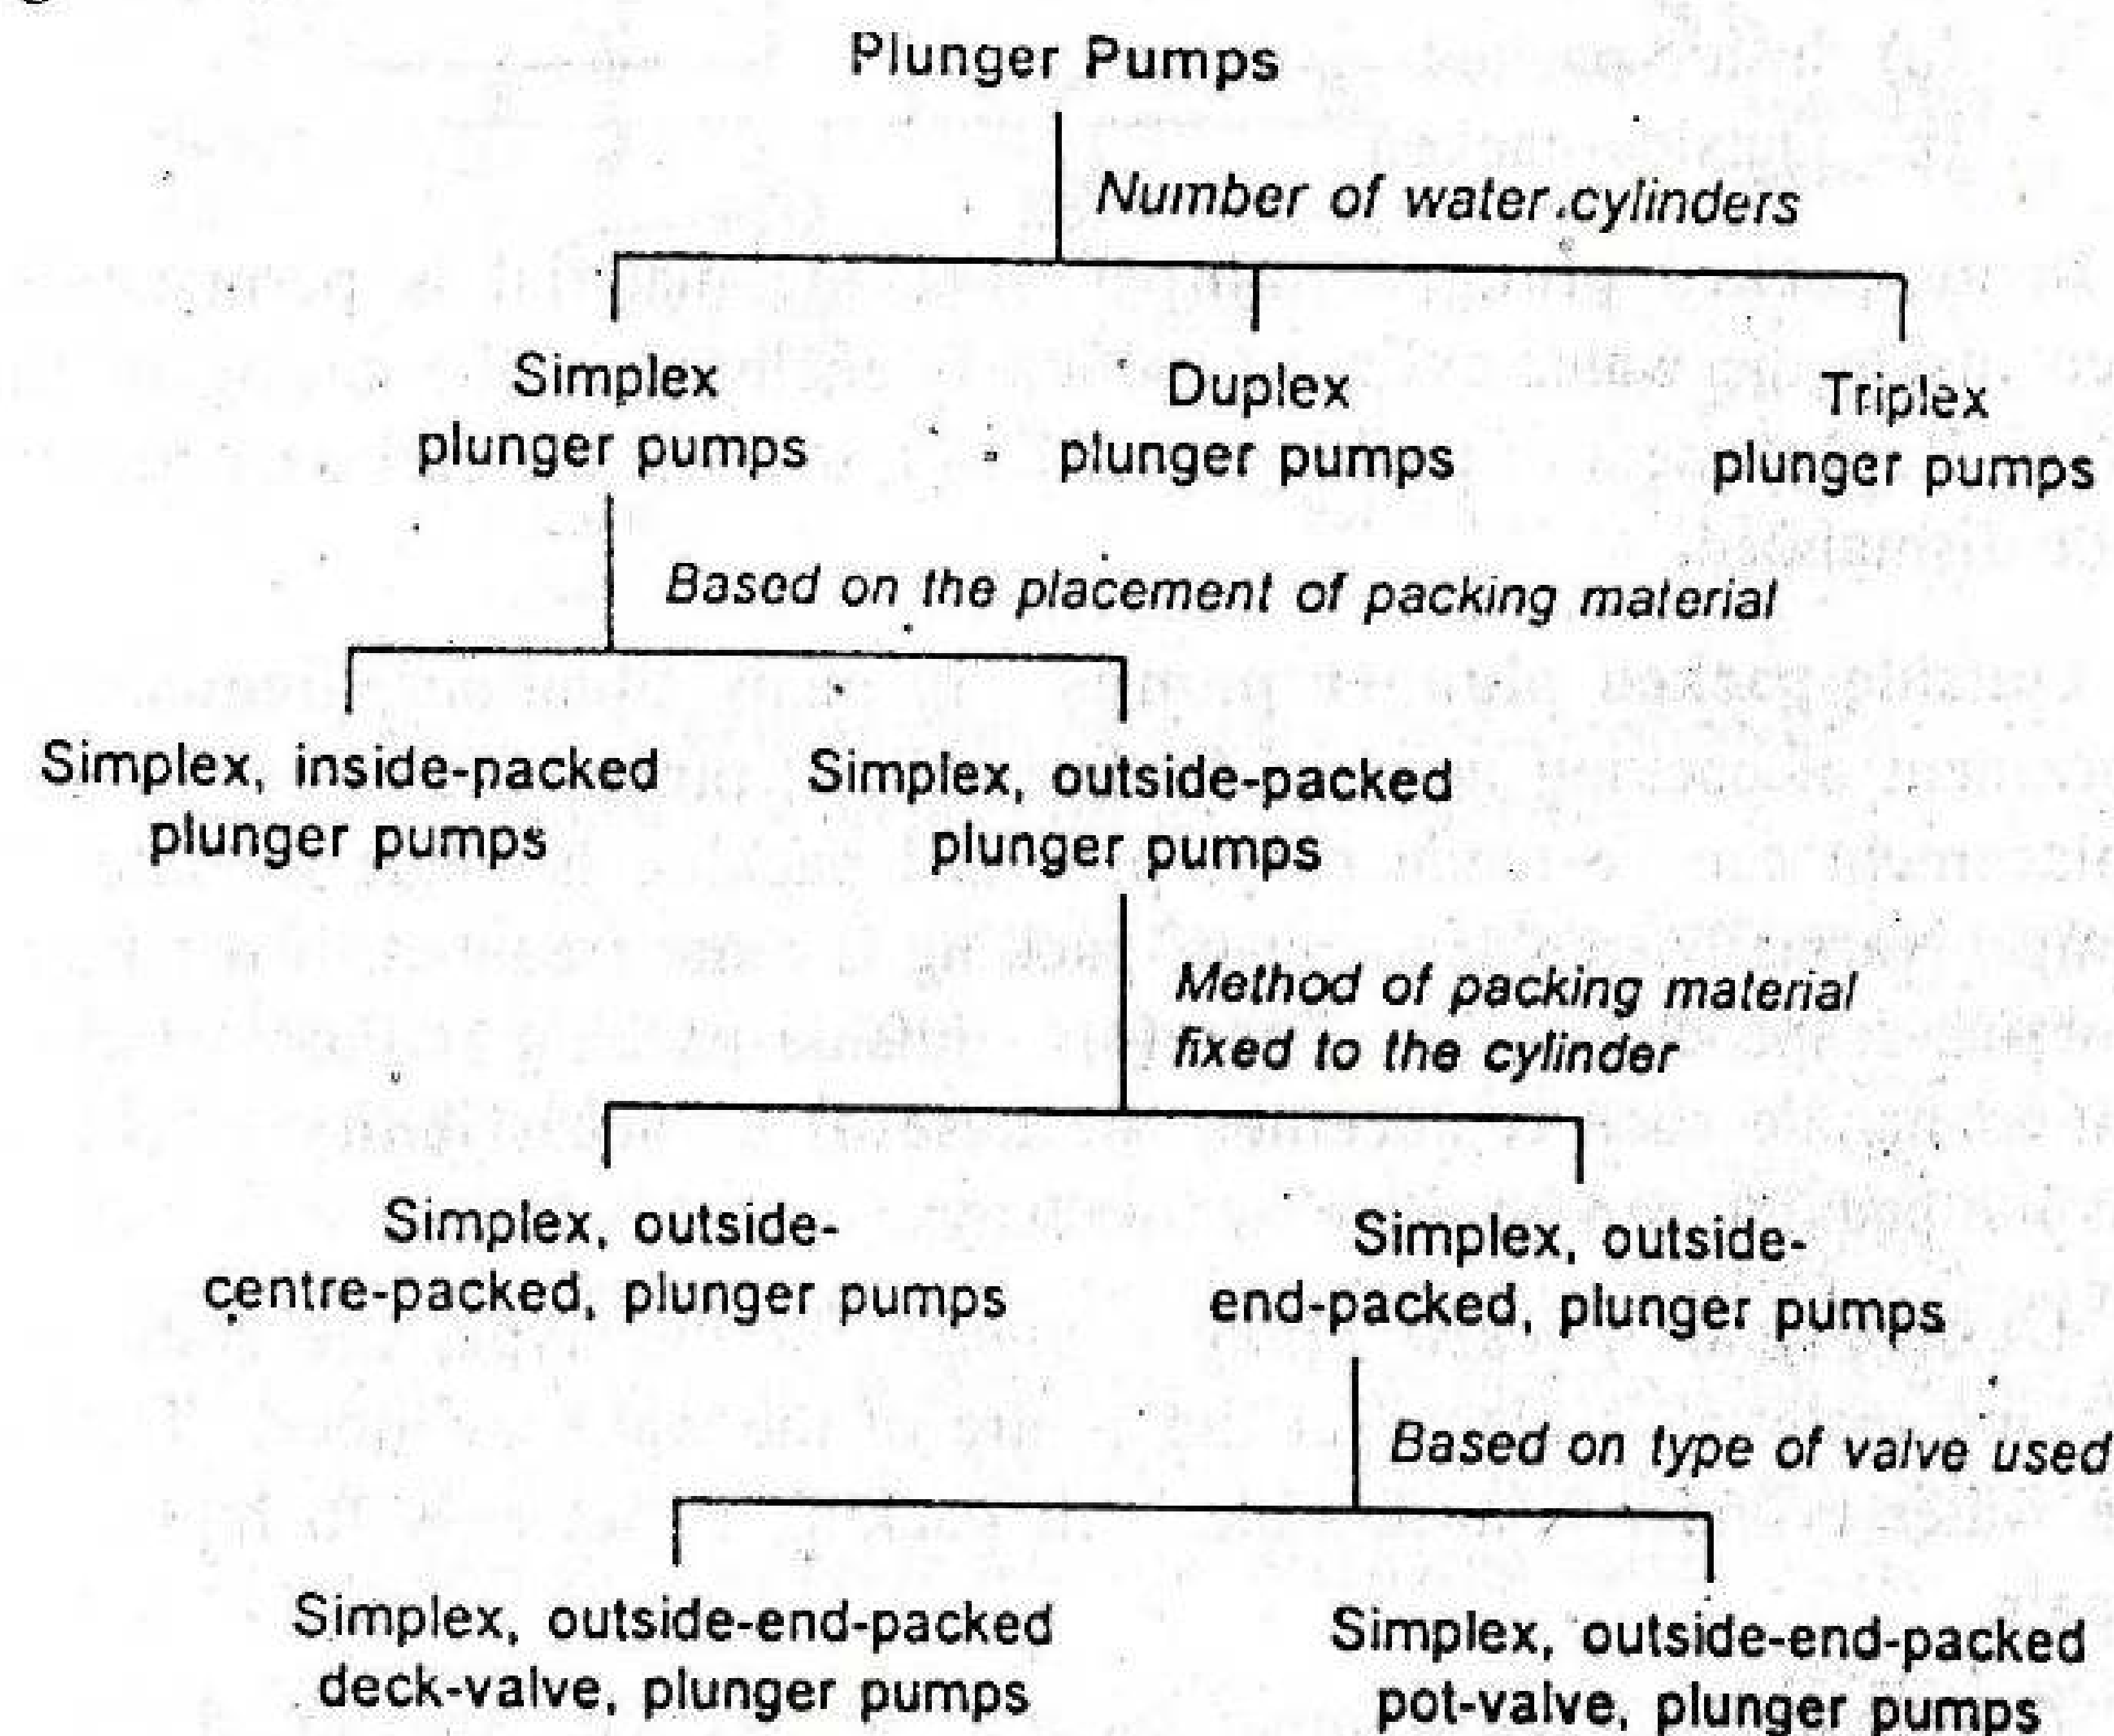 Plunger Pumps
Number of water cylinders
Simplex
plunger pumps
Duplex
plunger pumps
Triplex
plunger pumps
Based on the placement of packing material
Simplex, inside-packed
plunger pumps
Simplex, outside-packed
plunger pumps
Method of packing material
fixed to the cylinder
Simplex, outside-
centre-packed, plunger pumps
Simplex, outside-
end-packed, plunger pumps
Based on type of valve used
Simplex, outside-end-packed
deck-valve, plunger pumps
Simplex, outside-end-packed
pot-valve, plunger pumps